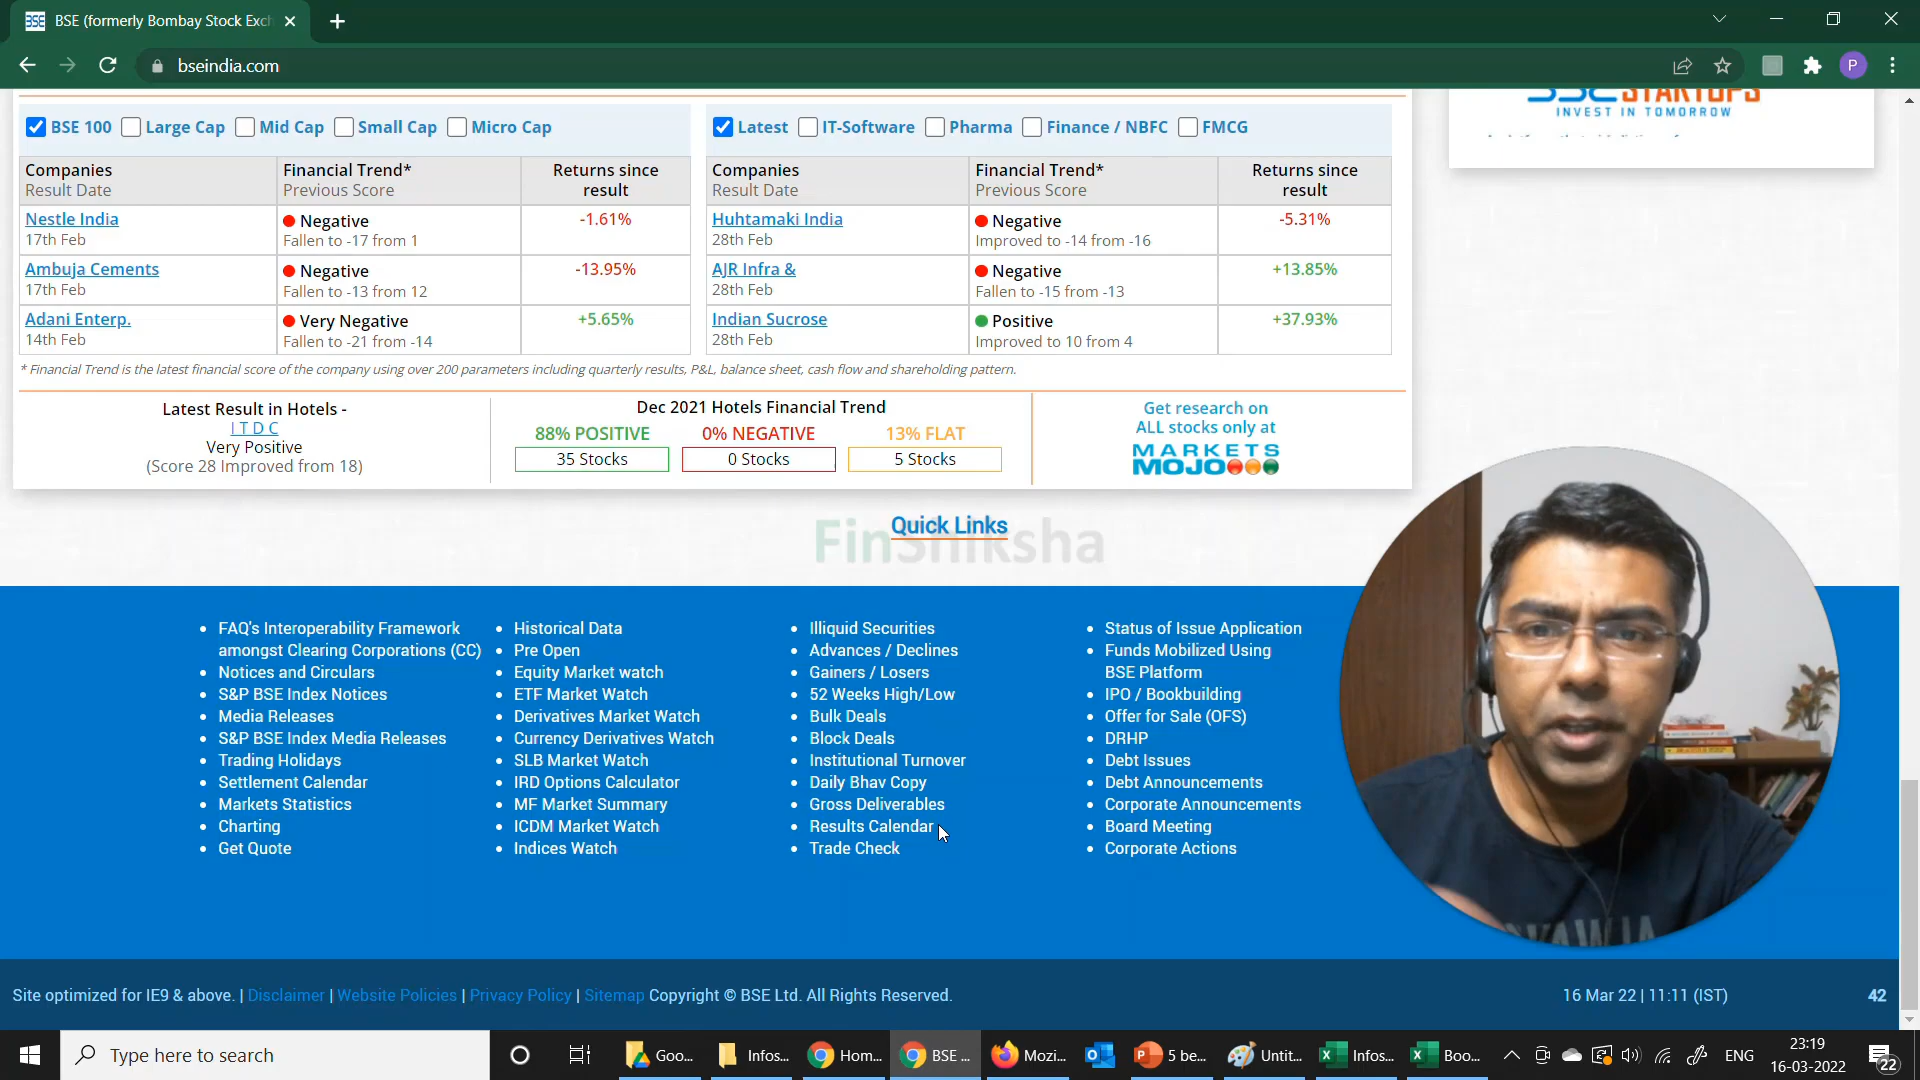 BSE (formerly Bombay Stock Exch
bseindia.com
P
BSE STARTUPS
INVEST IN TOMORROW
BSE 100 Large Cap Mid Cap Small Cap Micro Cap
Companies Financial Trend* Returns since
Result Date Previous Score result
Nestle India Negative -1.61%
17th Feb Fallen to -17 from 1
Ambuja Cements Negative -13.95%
17th Feb Fallen to -13 from 12
Adani Enterp. Very Negative +5.65%
14th Feb Fallen to -21 from -14
Latest IT-Software Pharma Finance / NBFC FMCG
Companies Financial Trend* Returns since
Result Date Previous Score result
Huhtamaki India Negative -5.31%
28th Feb Improved to -14 from -16
AJR Infra & Negative +13.85%
28th Feb Fallen to -15 from -13
Indian Sucrose Positive +37.93%
28th Feb Improved to 10 from 4
* Financial Trend is the latest financial score of the company using over 200 parameters including quarterly results, P&L, balance sheet, cash flow and shareholding pattern.
Latest Result in Hotels -
I T D C
Very Positive
(Score 28 Improved from 18)
Dec 2021 Hotels Financial Trend
88% POSITIVE 0% NEGATIVE 13% FLAT
35 Stocks 0 Stocks 5 Stocks
Get research on
ALL stocks only at
MARKETS
MOJO
Quick Links
FinShiksha
FAQ's Interoperability Framework
amongst Clearing Corporations (CC)
Notices and Circulars
S&P BSE Index Notices
Media Releases
S&P BSE Index Media Releases
Trading Holidays
Settlement Calendar
Markets Statistics
Charting
Get Quote
Historical Data
Pre Open
Equity Market watch
ETF Market Watch
Derivatives Market Watch
Currency Derivatives Watch
SLB Market Watch
IRD Options Calculator
MF Market Summary
ICDM Market Watch
Indices Watch
Illiquid Securities
Advances / Declines
Gainers / Losers
52 Weeks High/Low
Bulk Deals
Block Deals
Institutional Turnover
Daily Bhav Copy
Gross Deliverables
Results Calendar
Trade Check
Status of Issue Application
Funds Mobilized Using
BSE Platform
IPO / Bookbuilding
Offer for Sale (OFS)
DRHP
Debt Issues
Debt Announcements
Corporate Announcements
Board Meeting
Corporate Actions
Site optimized for IE9 & above. | Disclaimer | Website Policies | Privacy Policy | Sitemap Copyright © BSE Ltd. All Rights Reserved.
16 Mar 22 | 11:11 (IST) 42
Type here to search
Goo... Infos... Hom... BSE ... Mozi... 5 be... Untit... Infos... Boo...
ENG
23:19
16-03-2022
22